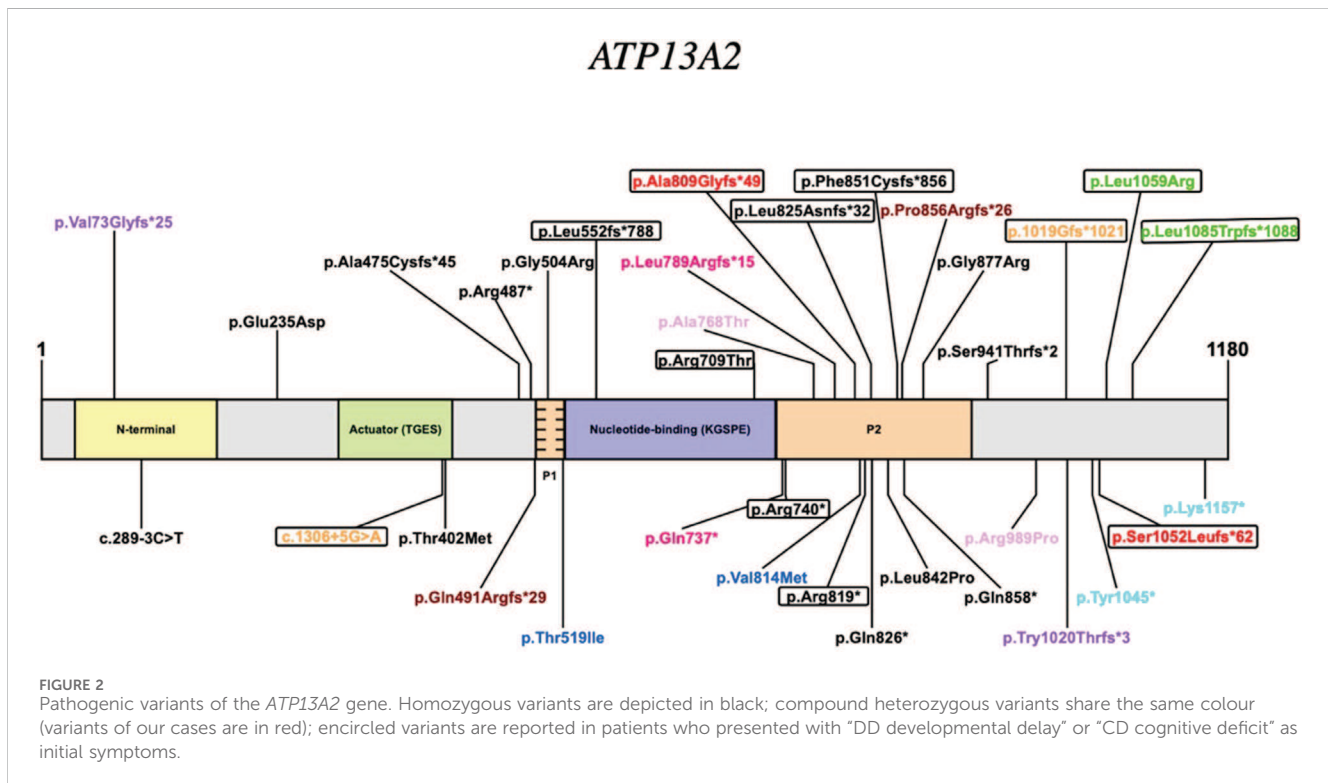 ATP13A2
p.Ala809Glyfs*49
p.Phe851Cysfs*856
p.Leu1059Arg
p.Val73Glyfs*25
p.Leu825Asnfs*32
p.Pro856Argfs*26
p.Leu552fs*788
p.1019Gfs*1021
p.Leu1085Trpfs*1088
p.Ala475Cysfs*45
p.Gly504Arg
p.Leu789Argfs*15
p.Gly877Arg
p.Arg487*
p.Glu235Asp
p.Ala768Thr
p.Ser941Thrfs*2
p.Arg709Thr
1
1180
N-terminal
Actuator (TGES)
Nucleotide-binding (KGSPE)
P2
P1
c.289-3C>T
c.1306+5G>A
p.Thr402Met
p.Gln737*
p.Arg740*
p.Arg989Pro
p.Lys1157*
p.Ser1052Leufs*62
p.Val814Met
p.Leu842Pro
p.Gln491Argfs*29
p.Arg819*
p.Gln858*
p.Tyr1045*
p.Thr519Ile
p.Gln826*
p.Try1020Thrfs*3
FIGURE 2
Pathogenic variants of the ATP13A2 gene. Homozygous variants are depicted in black; compound heterozygous variants share the same colour
(variants of our cases are in red); encircled variants are reported in patients who presented with “DD developmental delay“ or “CD cognitive deficit“ as
initial symptoms.